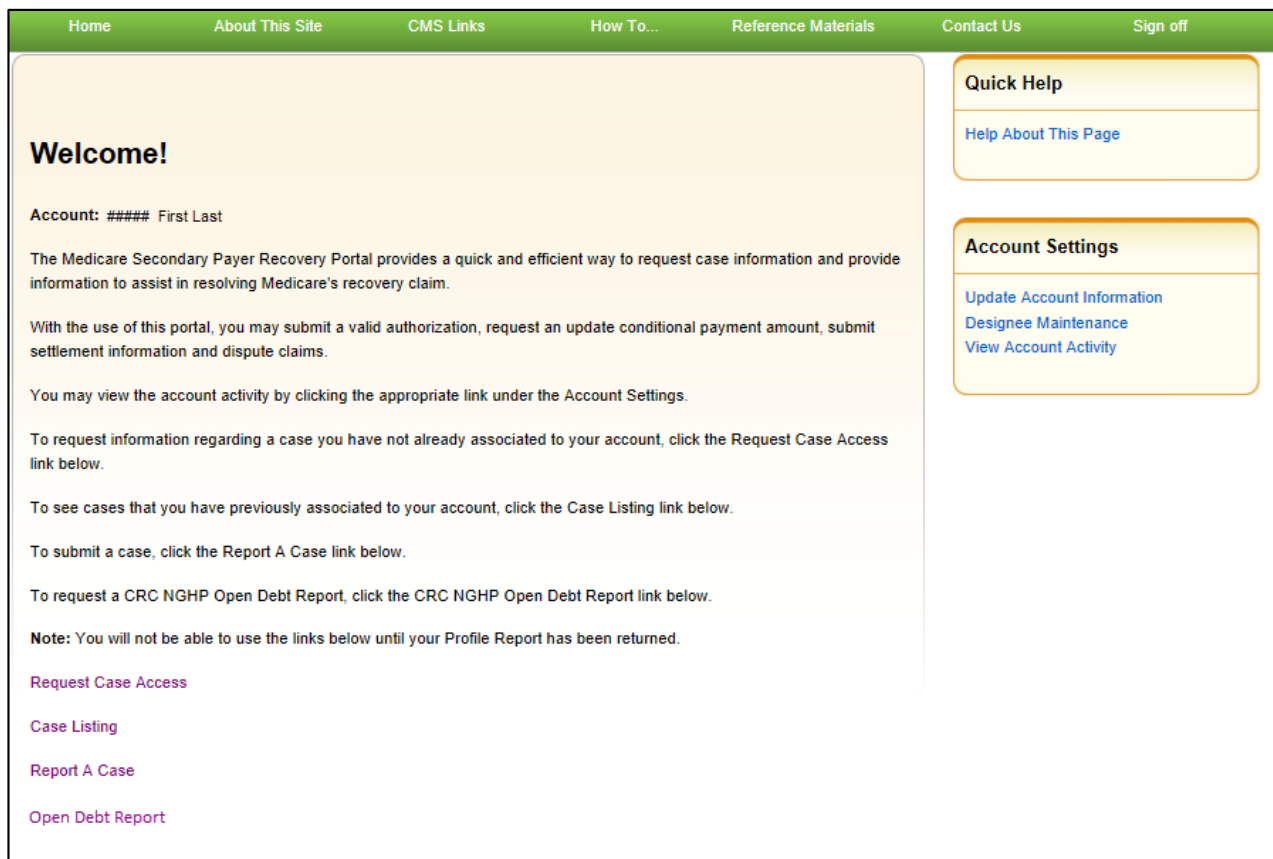 Home About This Site CMS Links How To... Reference Materials Contact Us Sign off
Welcome!
Account: ##### First Last
The Medicare Secondary Payer Recovery Portal provides a quick and efficient way to request case information and provide
information to assist in resolving Medicare's recovery claim.
With the use of this portal, you may submit a valid authorization, request an update conditional payment amount, submit
settlement information and dispute claims.
You may view the account activity by clicking the appropriate link under the Account Settings.
To request information regarding a case you have not already associated to your account, click the Request Case Access
link below.
To see cases that you have previously associated to your account, click the Case Listing link below.
To submit a case, click the Report A Case link below.
To request a CRC NGHP Open Debt Report, click the CRC NGHP Open Debt Report link below.
Note: You will not be able to use the links below until your Profile Report has been returned.
Request Case Access
Case Listing
Report A Case
Open Debt Report
Quick Help
Help About This Page
Account Settings
Update Account Information
Designee Maintenance
View Account Activity